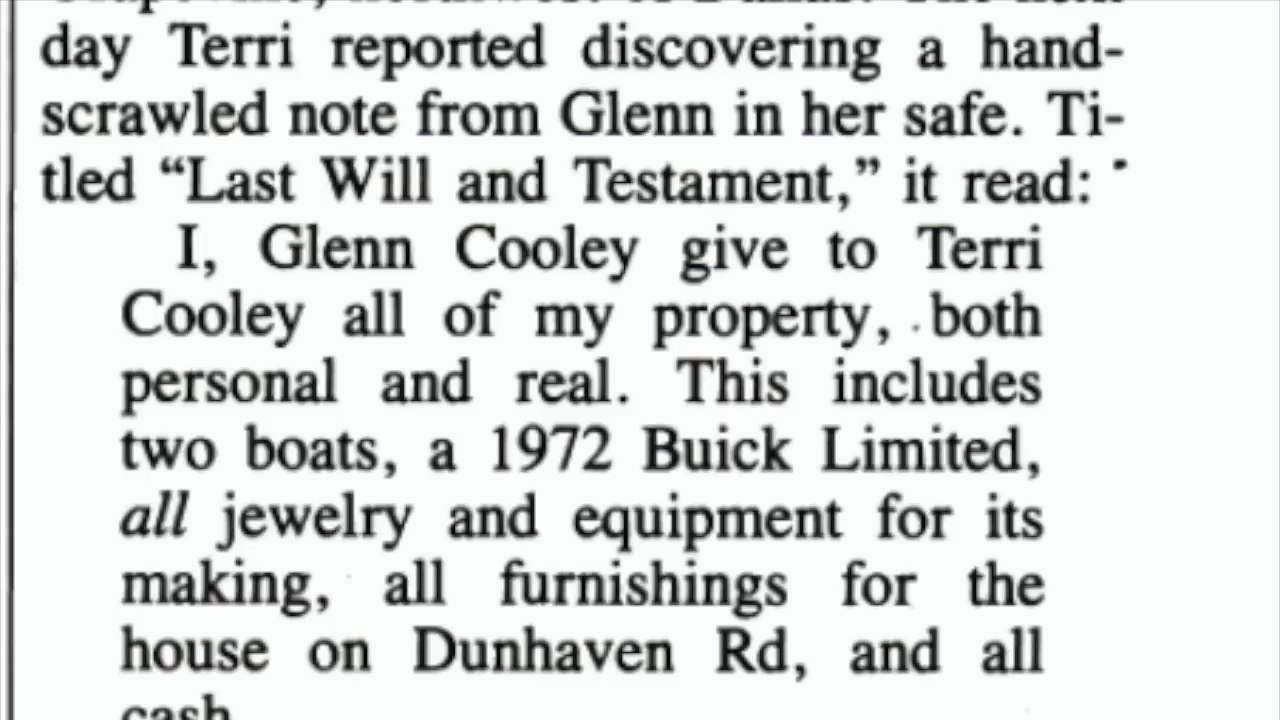 day Terri reported discovering a hand-
scrawled note from Glenn in her safe. Ti-
tled “Last Will and Testament,” it read:
I, Glenn Cooley give to Terri
Cooley all of my property, both
personal and real. This includes
two boats, a 1972 Buick Limited,
all jewelry and equipment for its
making, all furnishings for the
house on Dunhaven Rd, and all
cash